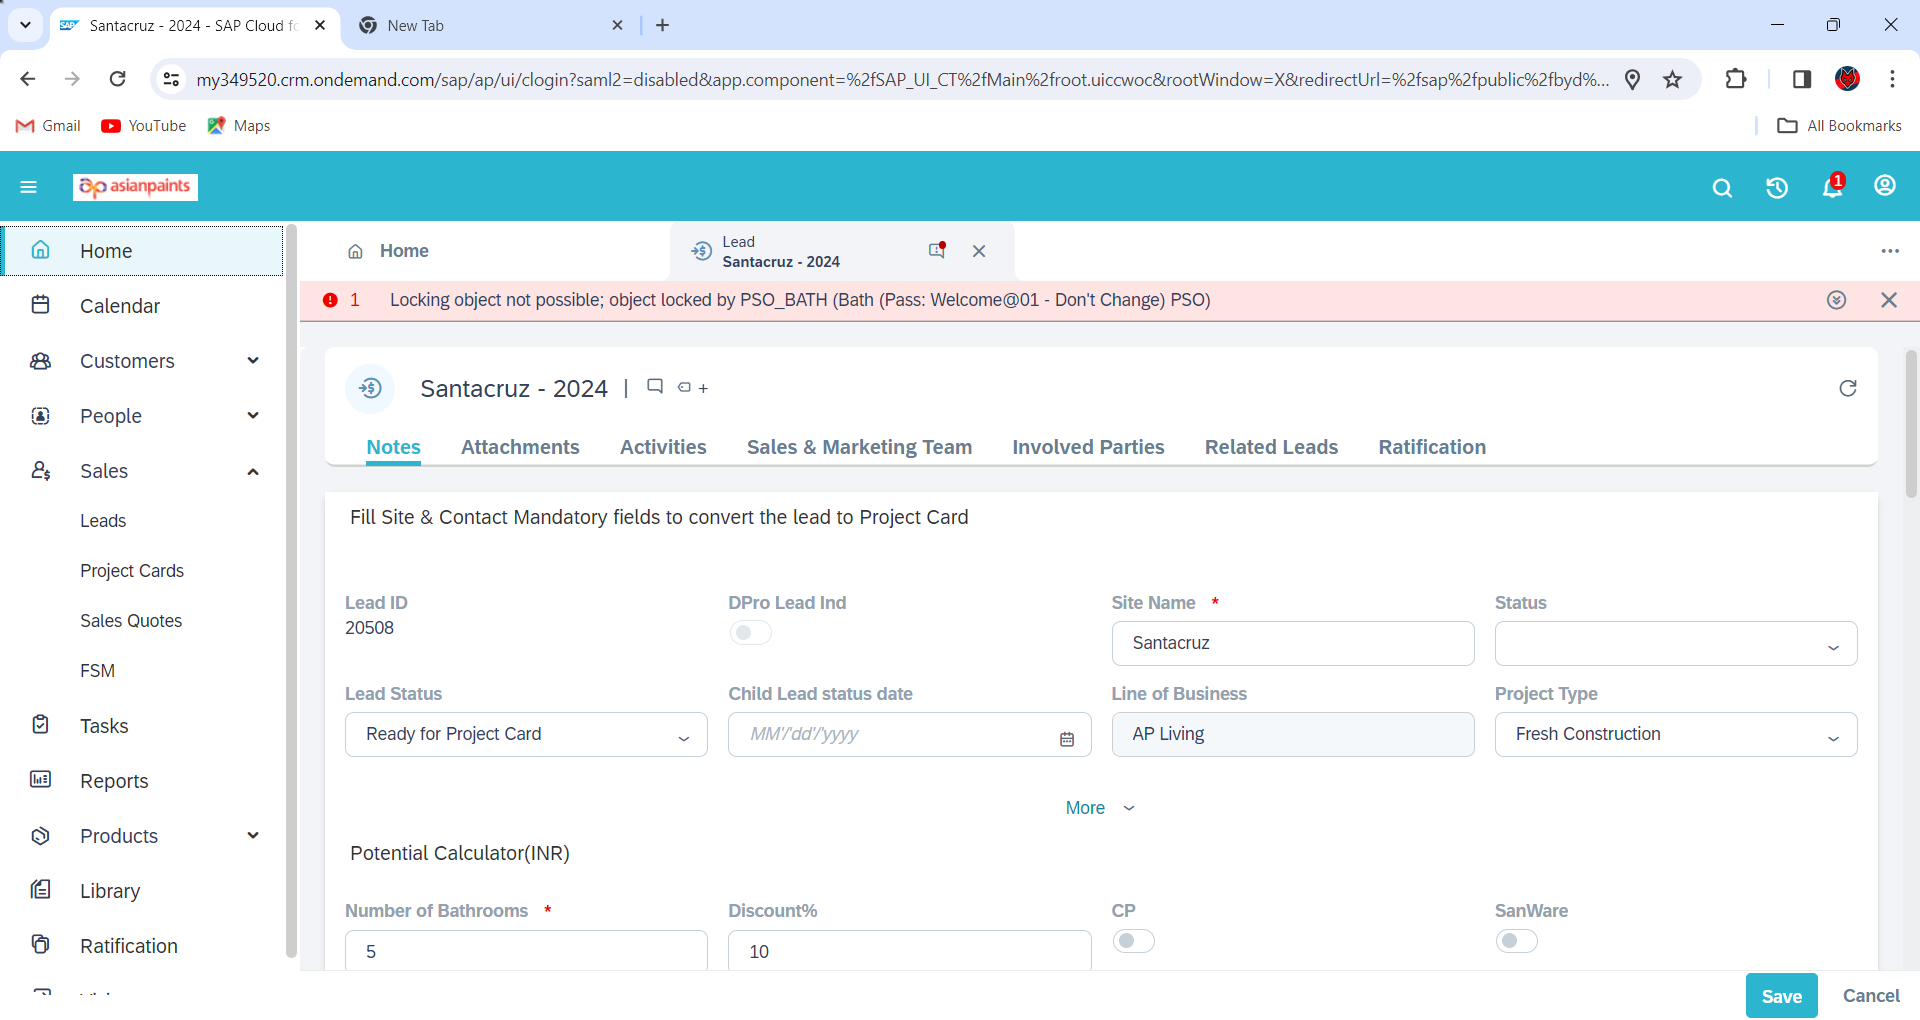 Santacruz - 2024 - SAP Cloud fo
New Tab
my349520.crm.ondemand.com/sap/ap/ui/clogin?saml2=disabled&app.component=%2fSAP_UI_CT%2fMain%2froot.uiccwoc&rootWindow=X&redirectUrl=%2fsap%2fpublic%2fbyd%...
Gmail
YouTube
Maps
All Bookmarks
ap asianpaints
1
Home
Calendar
Customers
People
Sales
Leads
Project Cards
Sales Quotes
FSM
Tasks
Reports
Products
Library
Ratification
Home
Lead
Santacruz - 2024
1 Locking object not possible; object locked by PSO_BATH (Bath (Pass: Welcome@01 - Don't Change) PSO)
Santacruz - 2024 |
Notes Attachments Activities Sales & Marketing Team Involved Parties Related Leads Ratification
Fill Site & Contact Mandatory fields to convert the lead to Project Card
Lead ID
20508
DPro Lead Ind
Site Name *
Santacruz
Status
Lead Status
Ready for Project Card
Child Lead status date
MM'/'dd'/'yyyy
Line of Business
AP Living
Project Type
Fresh Construction
More
Potential Calculator(INR)
Number of Bathrooms *
5
Discount%
10
CP
SanWare
Save
Cancel